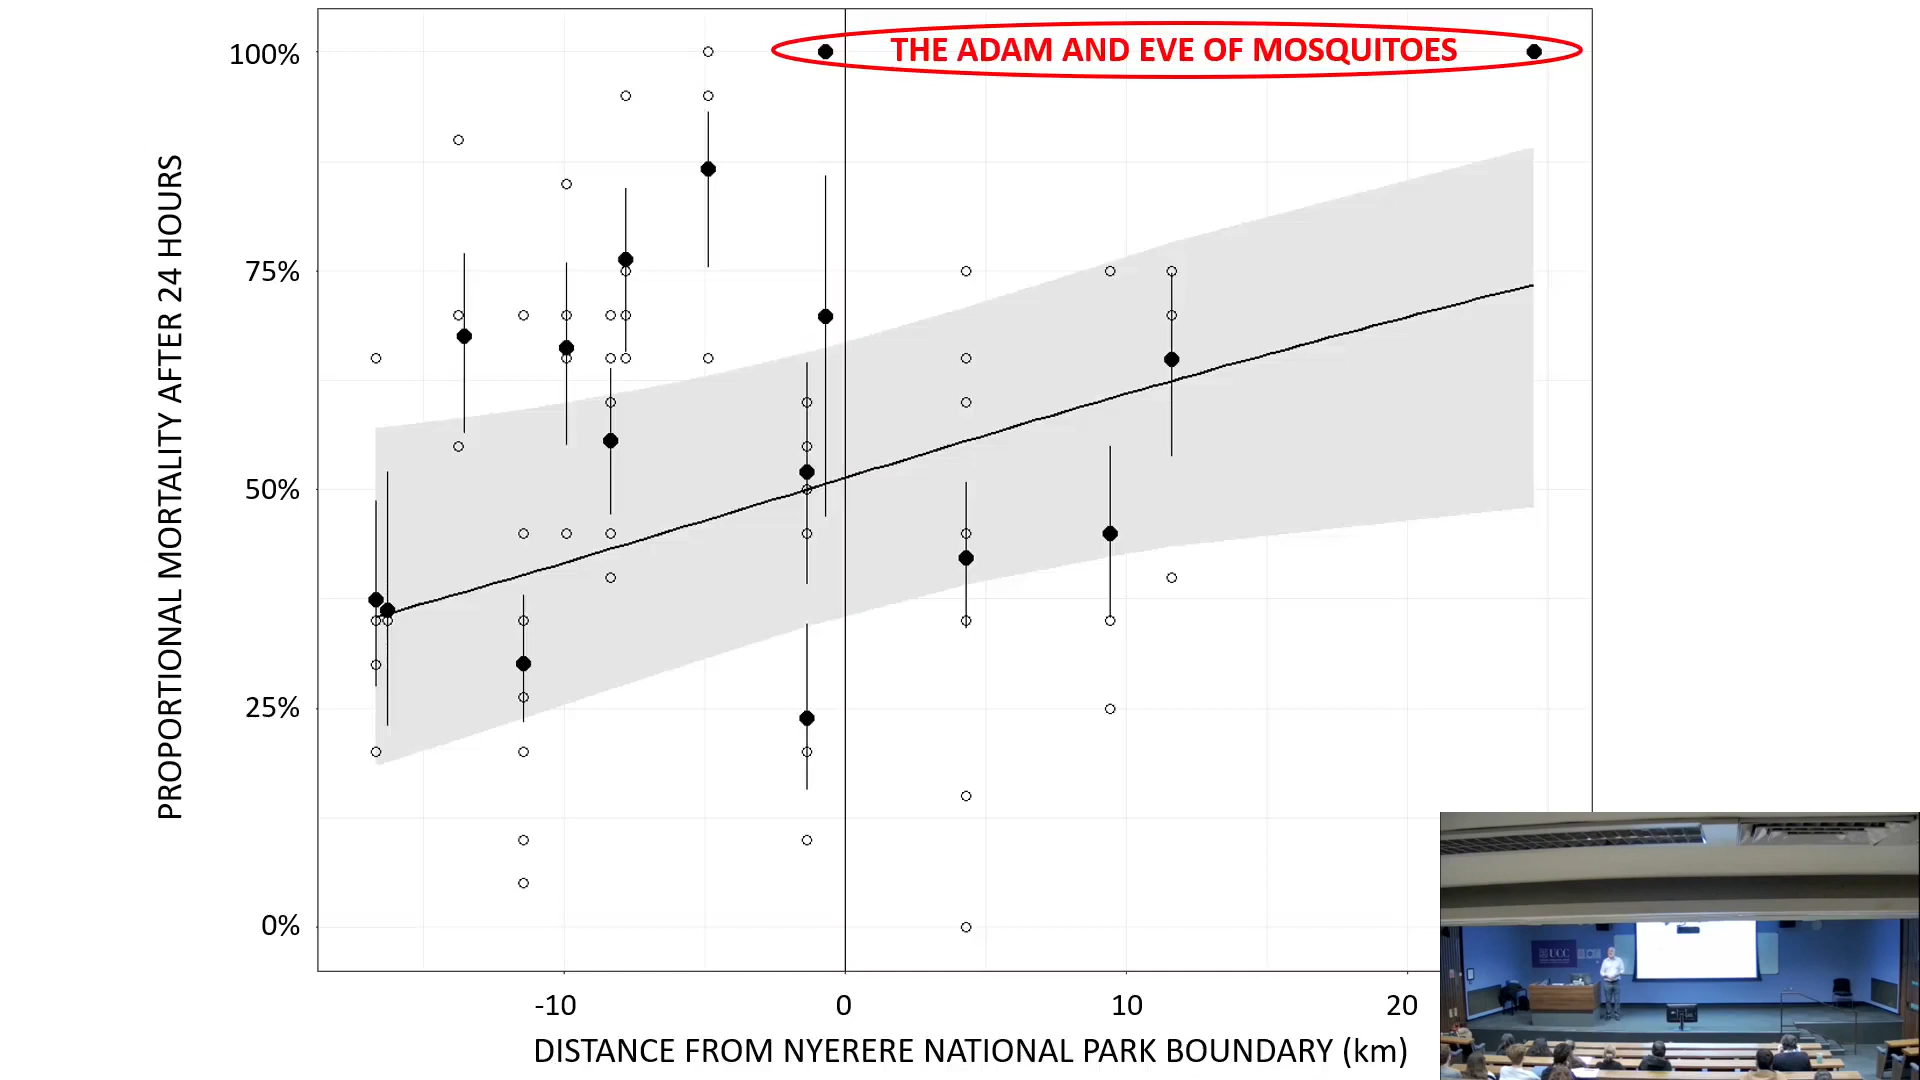 THE ADAM AND EVE OF MOSQUITOES
100%
75%
50%
25%
0%
PROPORTIONAL MORTALITY AFTER 24 HOURS
-10
0
10
20
DISTANCE FROM NYERERE NATIONAL PARK BOUNDARY (km)
UCC